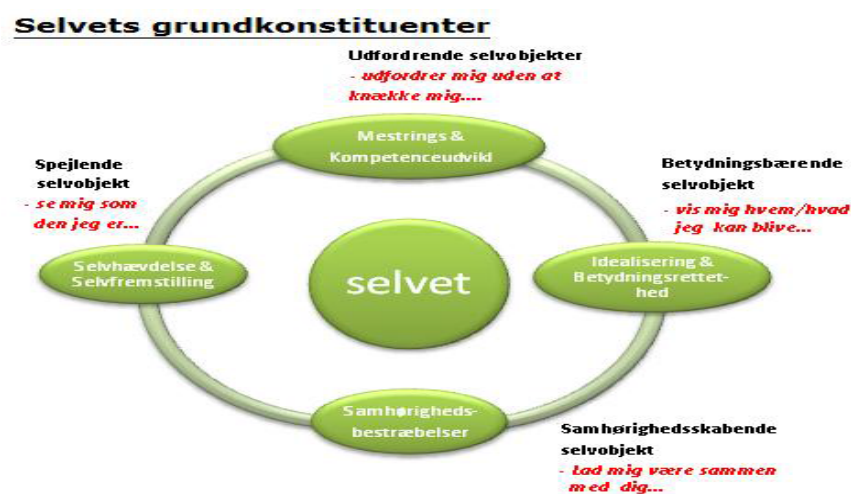 Selvets grundkonstituenter
Udfordrende selvobjekter
- udfordrer mig uden at
knække mig....
Mestrings &
Kompetenceudvikl
Spejlende
selvobjekt
- se mig som
den jeg er...
Betydningsbærende
selvobjekt
- vis mig hvem/hvad
jeg kan blive...
Selvhævdelse &
Selvfremstilling
selvet
Idealisering &
Betydningsrettet-
hed
Samhørigheds-
bestræbelser
Samhørighedsskabende
selvobjekt
- Lad mig være sammen
med dig...